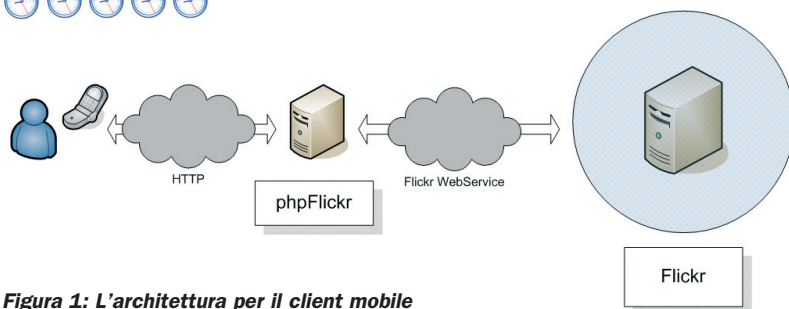 HTTP
Flickr WebService
phpFlickr
Flickr
Figura 1: L'architettura per il client mobile